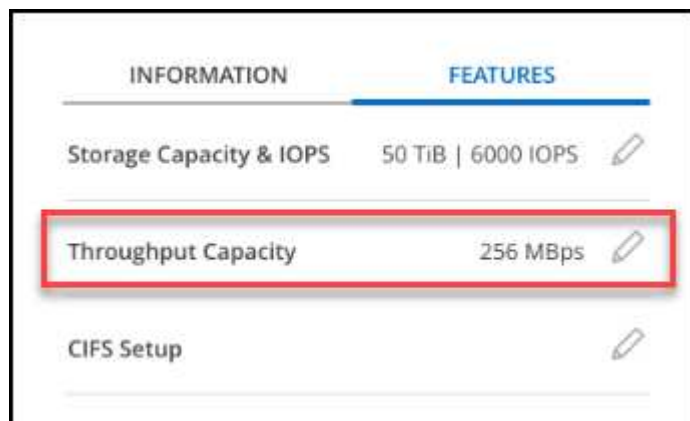 INFORMATION FEATURES
Storage Capacity & IOPS 50 TiB | 6000 IOPS
Throughput Capacity 256 MBps
CIFS Setup